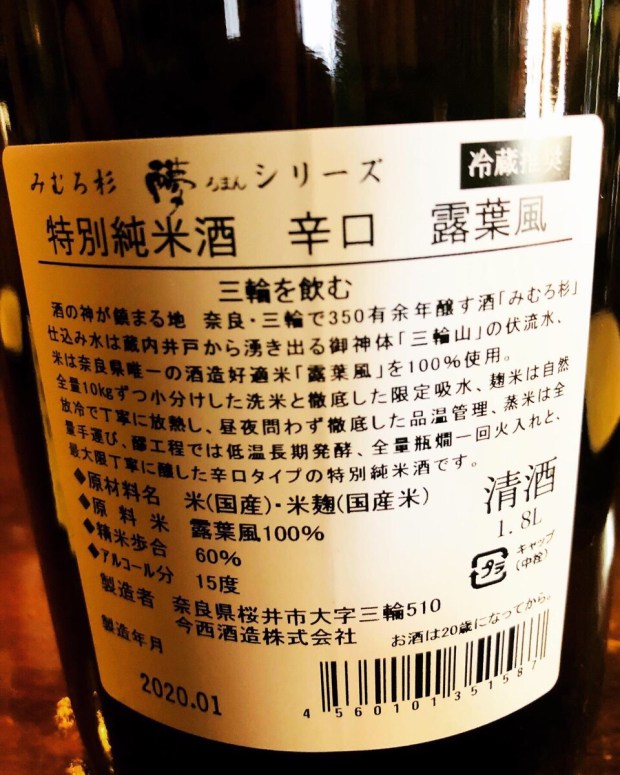 みむろ杉 夢 ろまん シリーズ
冷蔵推奨
特別純米酒 辛口 露葉風
三輪を飲む
酒の神が鎮まる地 奈良・三輪で350有余年醸す酒「みむろ杉」
仕込み水は蔵内井戸から湧き出る御神体「三輪山」の伏流水、
米は奈良県唯一の酒造好適米「露葉風」を100%使用。
全量10kgずつ小分けした洗米と徹底した限定吸水、麹米は自然
放冷で丁寧に放熱し、昼夜問わず徹底した品温管理、蒸米は全
量手運び、醪工程では低温長期発酵、全量瓶燗一回火入れと、
最大限丁寧に醸した辛口タイプの特別純米酒です。
◆原材料名 米(国産)・米麹(国産米)
◆原料米 露葉風100%
◆精米歩合 60%
◆アルコール分 15度
清酒
1.8L
プラ
キャップ
(中栓)
製造者 奈良県桜井市大字三輪510
今西酒造株式会社
お酒は20歳になってから。
製造年月
2020.01
4 560101 351587